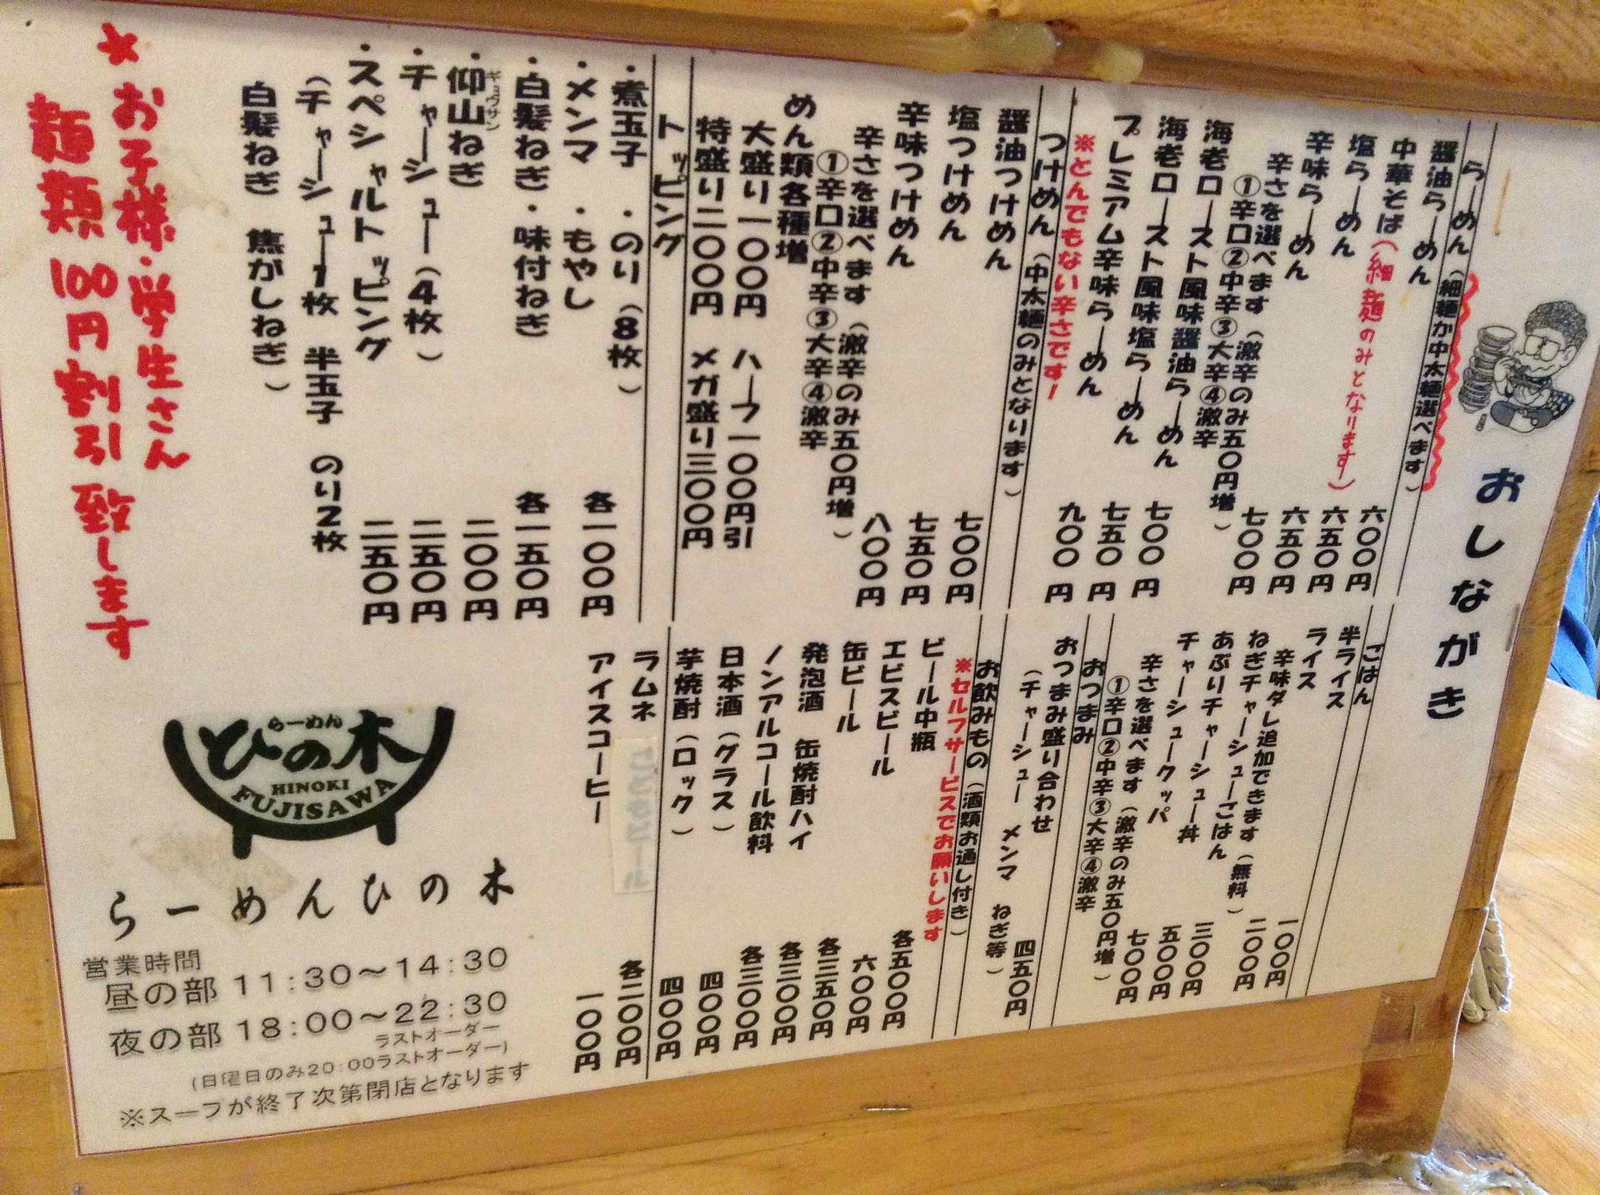 おしながき
らーめん（細麺か中太麺選べます）
醤油らーめん 六〇〇円
中華そば（細麺のみとなります） 六五〇円
塩らーめん 六五〇円
辛味らーめん 七〇〇円
辛さを選べます（激辛のみ五〇円増）
①辛口②中辛③大辛④激辛
海老ロースト風味醤油らーめん 七〇〇円
海老ロースト風味塩らーめん 七五〇円
プレミアム辛味らーめん 九〇〇円
※とんでもない辛さです！
つけめん（中太麺のみとなります）
醤油つけめん 七〇〇円
塩つけめん 七五〇円
辛味つけめん 八〇〇円
辛さを選べます（激辛のみ五〇円増）
①辛口②中辛③大辛④激辛
めん類各種増
大盛り一〇〇円 ハーフ一〇〇円引
特盛り二〇〇円 メガ盛り三〇〇円
トッピング
・煮玉子 ・のり（8枚） 各一〇〇円
・メンマ ・もやし
・白髪ねぎ・味付ねぎ 各一五〇円
・仰山ねぎ 二〇〇円
ギョウサン
・チャーシュー（4枚） 二五〇円
・スペシャルトッピング 二五〇円
（チャーシュー1枚 半玉子 のり2枚
白髪ねぎ 焦がしねぎ）
＊お子様・学生さん
麺類100円割引致します
ごはん
半ライス 一〇〇円
ライス 二〇〇円
辛味ダレ追加できます（無料）
ねぎチャーシューごはん 三〇〇円
あぶりチャーシュー丼 五〇〇円
チャーシュークッパ 七〇〇円
辛さを選べます（激辛のみ五〇円増）
①辛口②中辛③大辛④激辛
おつまみ
おつまみ盛り合わせ 四五〇円
（チャーシュー メンマ ねぎ等）
お飲みもの（酒類お通し付き）
※セルフサービスでお願いします
ビール中瓶 各五〇〇円
エビスビール 六〇〇円
缶ビール 各三五〇円
発泡酒 缶焼酎ハイ 各三〇〇円
ノンアルコール飲料 各三〇〇円
日本酒（グラス） 四〇〇円
芋焼酎（ロック） 四〇〇円
ラムネ 各二〇〇円
アイスコーヒー 一〇〇円
らーめん
ひの木
HINOKI
FUJISAWA
らーめんひの木
営業時間
昼の部 11:30〜14:30
夜の部 18:00〜22:30
ラストオーダー
（日曜日のみ20:00ラストオーダー）
※スープが終了次第閉店となります